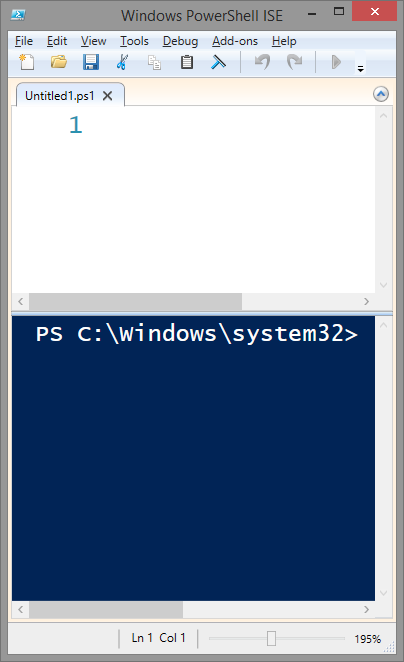 Windows PowerShell ISE
File Edit View Tools Debug Add-ons Help
Untitled1.ps1
1
PS C:\Windows\system32>
Ln 1 Col 1
195%